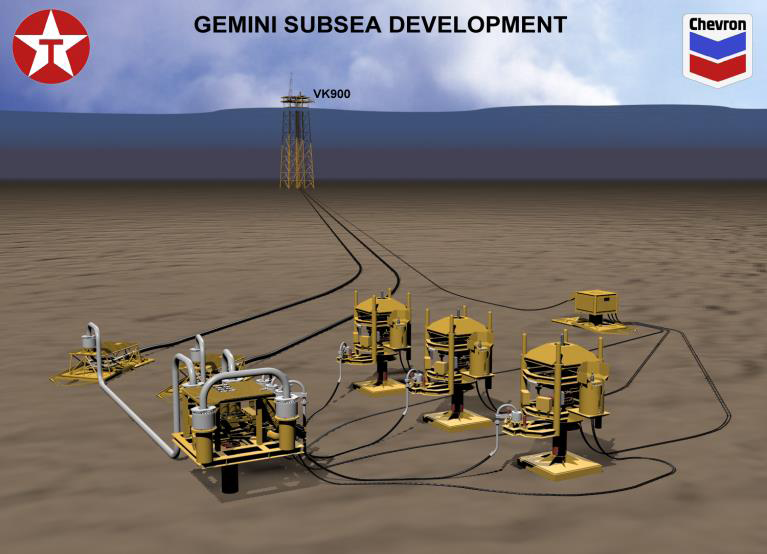 GEMINI SUBSEA DEVELOPMENT
T
Chevron
VK900